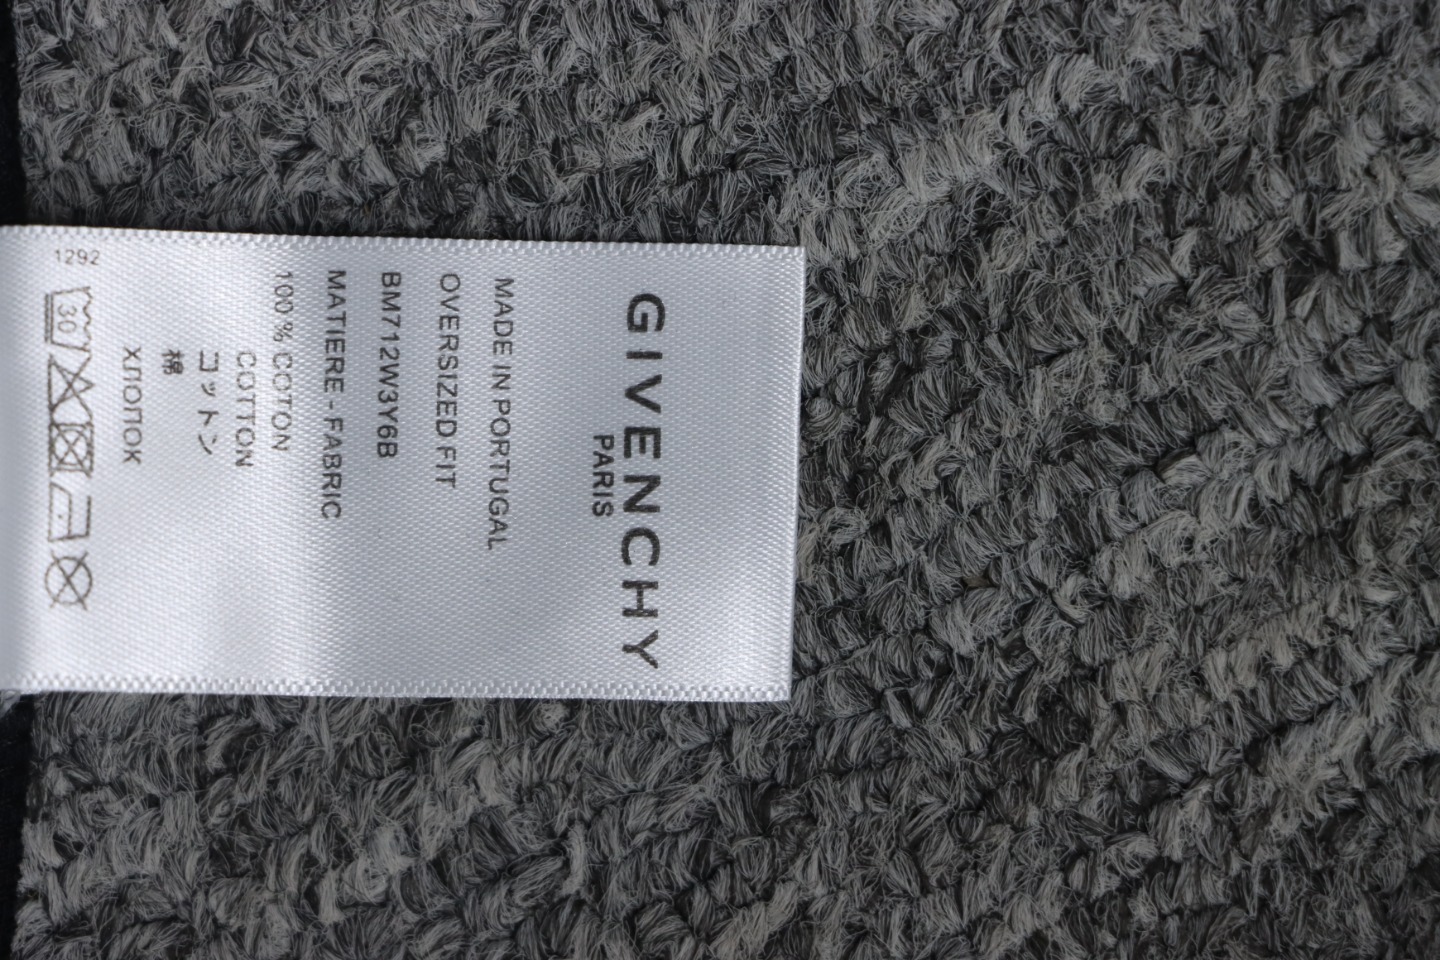 GIVENCHY
PARIS
MADE IN PORTUGAL
OVERSIZED FIT
BM712W3Y6B
MATIERE - FABRIC
100 % COTON
COTTON
コットン
棉
ХЛОПОК
30
1292